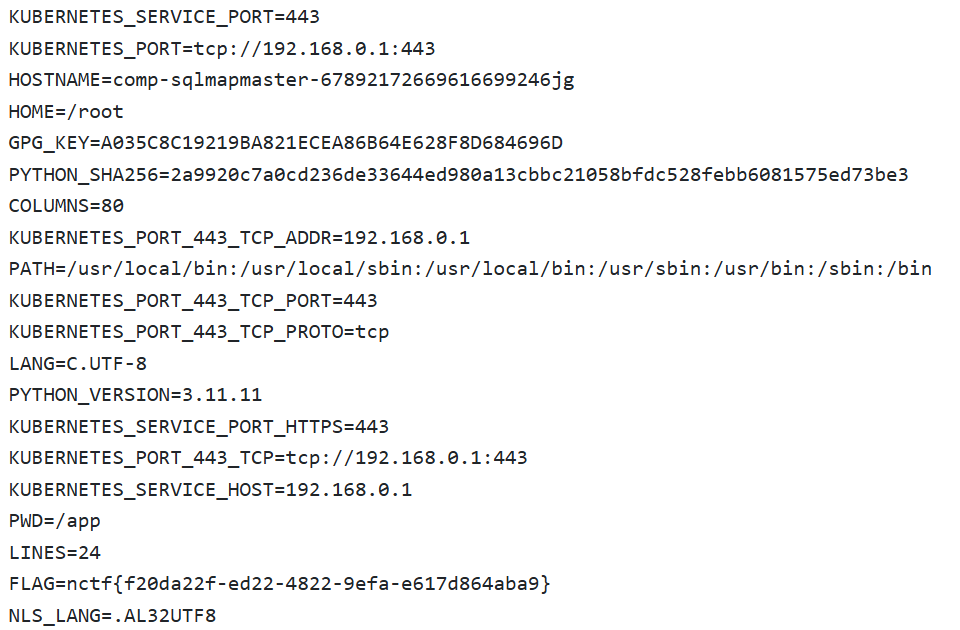 KUBERNETES_SERVICE_PORT=443
KUBERNETES_PORT=tcp://192.168.0.1:443
HOSTNAME=comp-sqlmapmaster-67892172669616699246jg
HOME=/root
GPG_KEY=A035C8C19219BA821ECEA86B64E628F8D684696D
PYTHON_SHA256=2a9920c7a0cd236de33644ed980a13cbbc21058bfdc528febb6081575ed73be3
COLUMNS=80
KUBERNETES_PORT_443_TCP_ADDR=192.168.0.1
PATH=/usr/local/bin:/usr/local/sbin:/usr/local/bin:/usr/sbin:/usr/bin:/sbin:/bin
KUBERNETES_PORT_443_TCP_PORT=443
KUBERNETES_PORT_443_TCP_PROTO=tcp
LANG=C.UTF-8
PYTHON_VERSION=3.11.11
KUBERNETES_SERVICE_PORT_HTTPS=443
KUBERNETES_PORT_443_TCP=tcp://192.168.0.1:443
KUBERNETES_SERVICE_HOST=192.168.0.1
PWD=/app
LINES=24
FLAG=nctf{f20da22f-ed22-4822-9efa-e617d864aba9}
NLS_LANG=.AL32UTF8